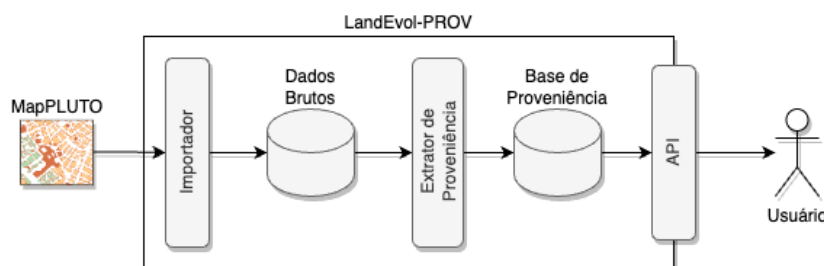 LandEvol-PROV
MapPLUTO
Importador
Dados
Brutos
Extrator de
Proveniência
Base de
Proveniência
API
Usuário